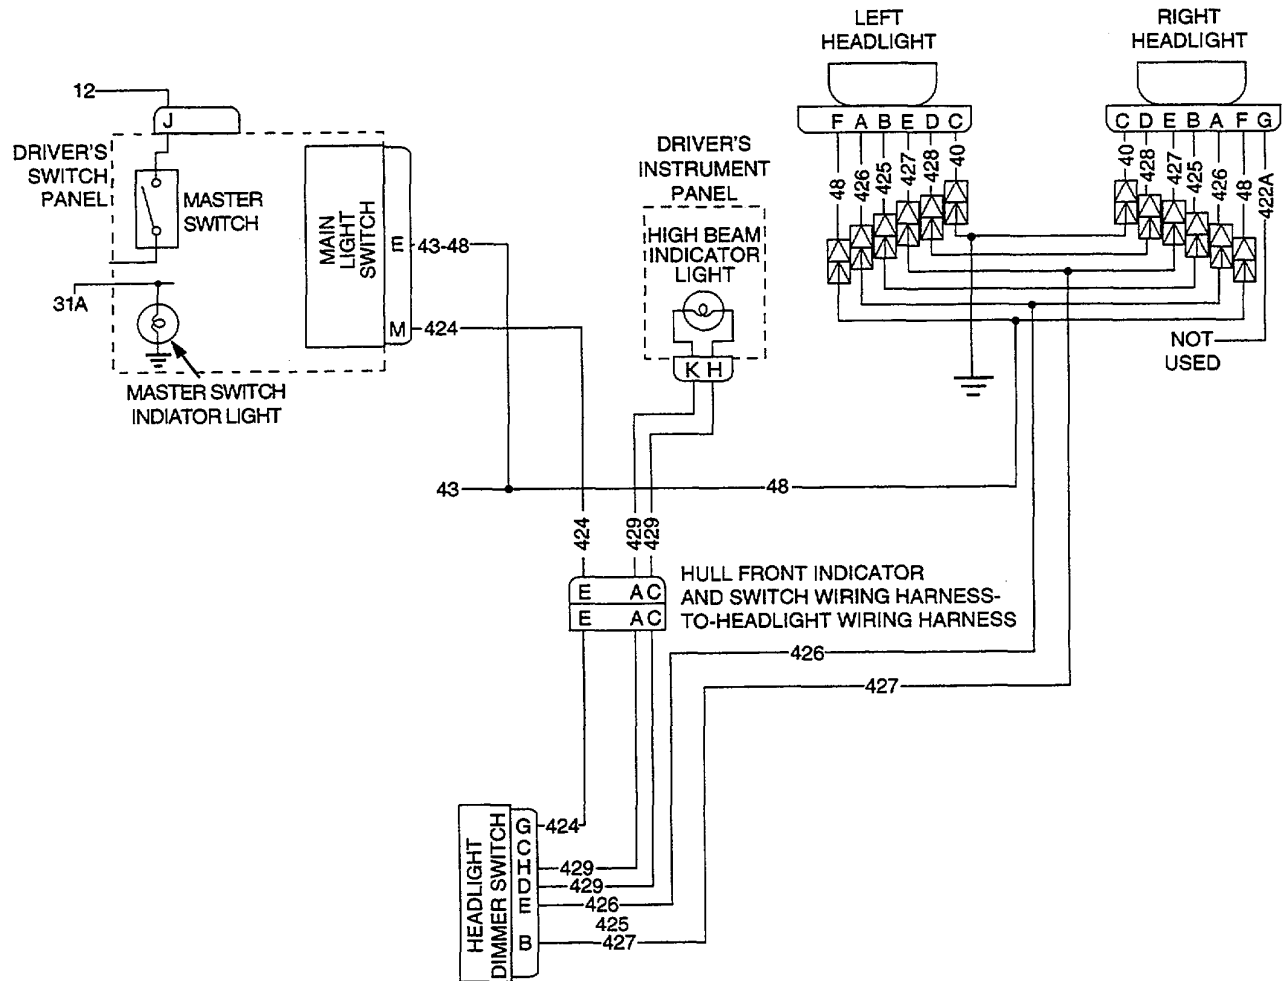 LEFT
HEADLIGHT
RIGHT
HEADLIGHT
12
J
DRIVER'S
SWITCH
PANEL
MASTER
SWITCH
31A
MASTER SWITCH
INDIATOR LIGHT
MAIN
LIGHT
SWITCH
E
43-48
M
424
DRIVER'S
INSTRUMENT
PANEL
HIGH BEAM
INDICATOR
LIGHT
K H
F A B E D C
48
426
425
427
428
40
C D E B A F G
40
428
427
425
426
48
422A
NOT
USED
43
48
424
429
429
E A C
E A C
HULL FRONT INDICATOR
AND SWITCH WIRING HARNESS-
TO-HEADLIGHT WIRING HARNESS
426
427
HEADLIGHT
DIMMER SWITCH
G
424
C
H
429
D
429
E
426
425
B
427